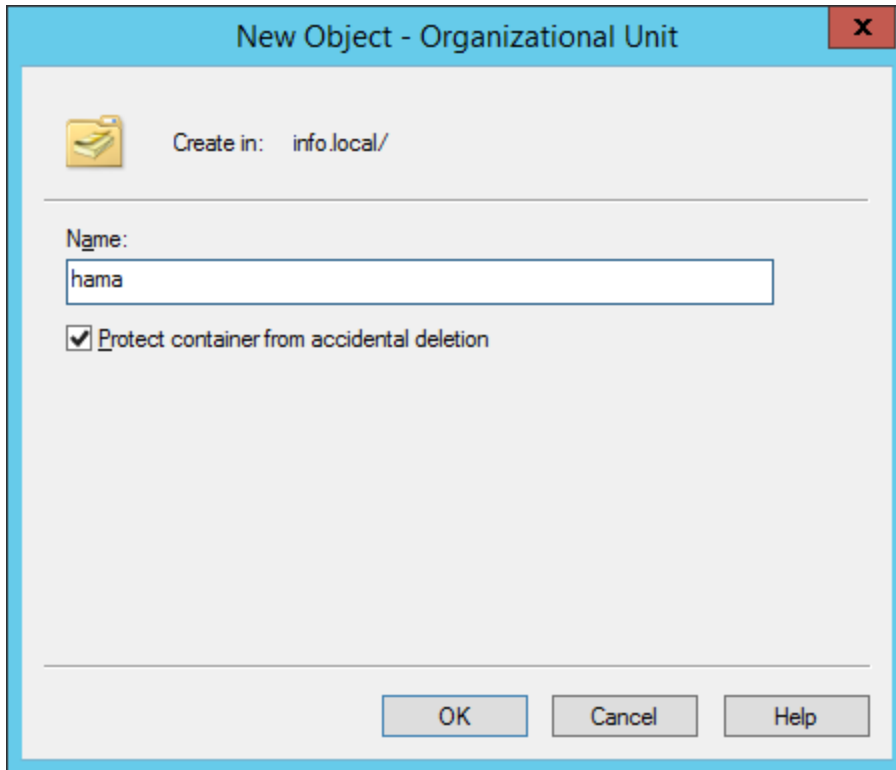 New Object - Organizational Unit
x
Create in: info.local/
Name:
hama
Protect container from accidental deletion
OK Cancel Help